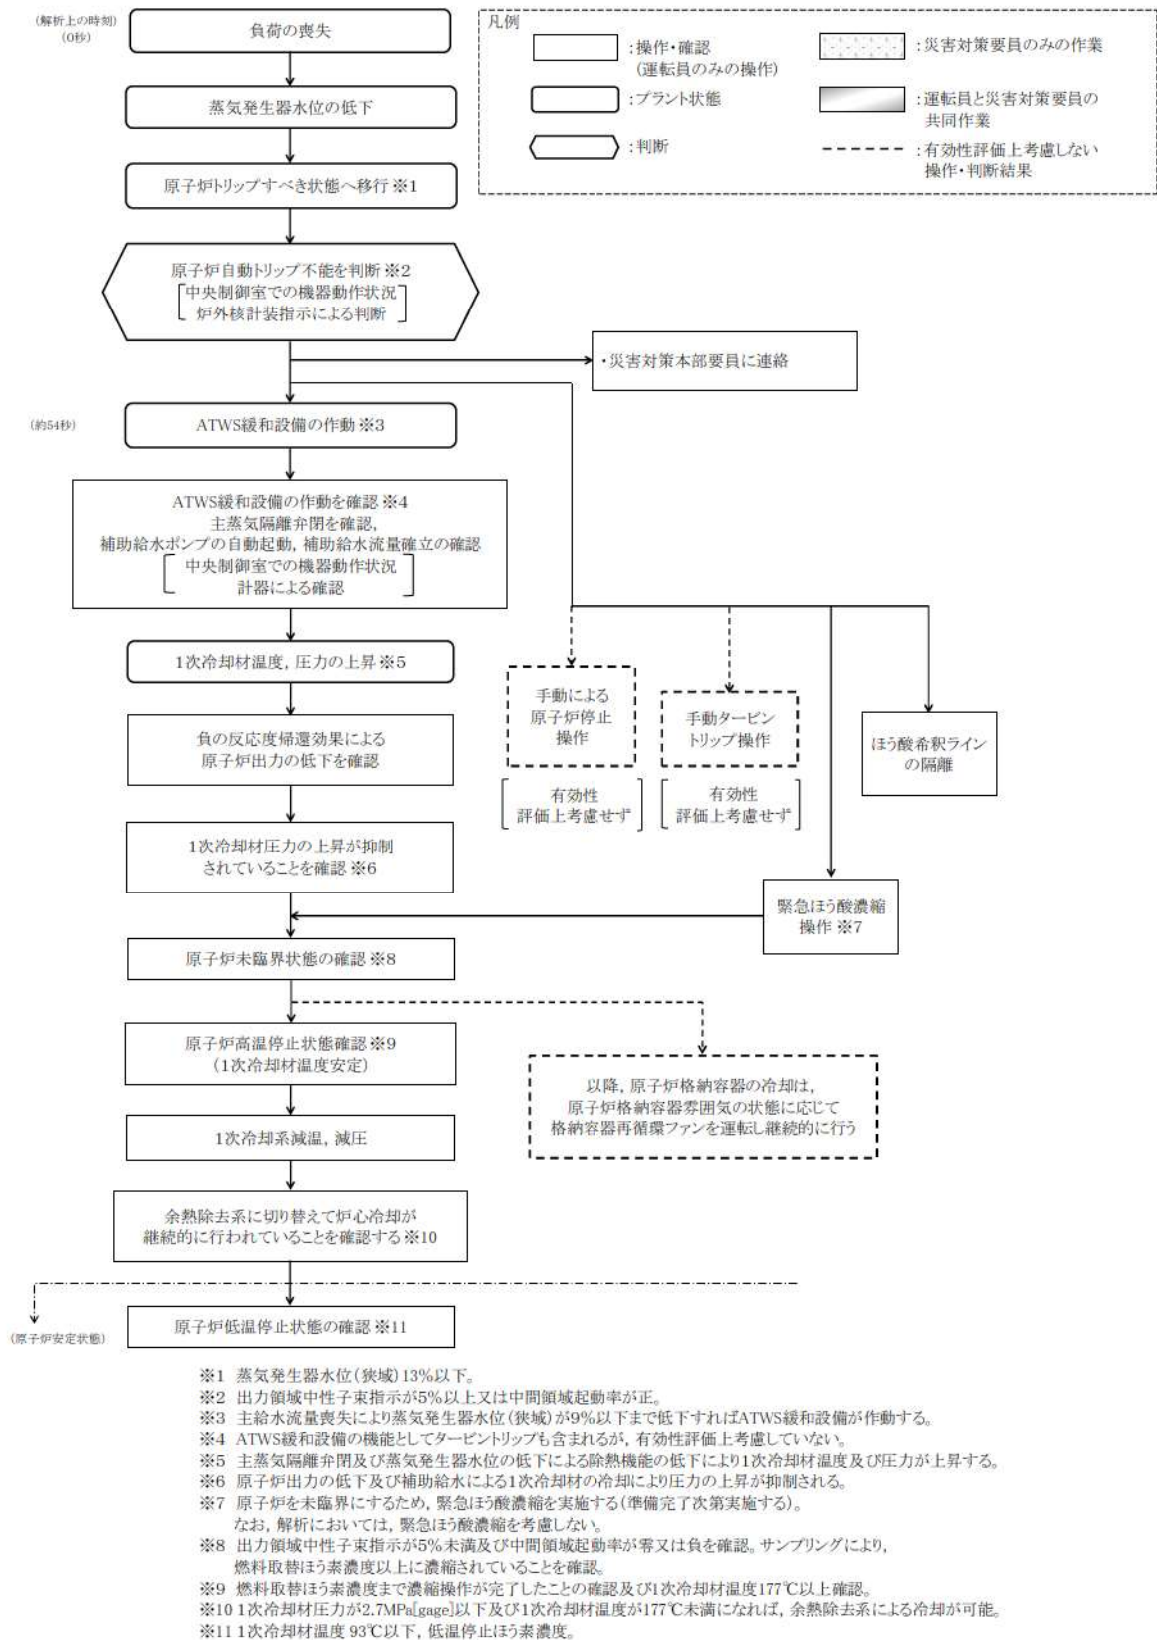 (解析上の時刻)
(0秒)
負荷の喪失
凡例
:操作・確認
(運転員のみの操作)
:プラント状態
:判断
:災害対策要員のみの作業
:運転員と災害対策要員の
共同作業
:有効性評価上考慮しない
操作・判断結果
蒸気発生器水位の低下
原子炉トリップすべき状態へ移行※1
原子炉自動トリップ不能を判断※2
中央制御室での機器動作状況
炉外核計装指示による判断
・災害対策本部要員に連絡
(約54秒)
ATWS緩和設備の作動※3
ATWS緩和設備の作動を確認※4
主蒸気隔離弁閉を確認,
補助給水ポンプの自動起動, 補助給水流量確立の確認
中央制御室での機器動作状況
計器による確認
1次冷却材温度, 圧力の上昇※5
手動による
原子炉停止
操作
有効性
評価上考慮せず
手動タービン
トリップ操作
有効性
評価上考慮せず
ほう酸希釈ライン
の隔離
負の反応度帰還効果による
原子炉出力の低下を確認
1次冷却材圧力の上昇が抑制
されていることを確認※6
緊急ほう酸濃縮
操作※7
原子炉未臨界状態の確認※8
原子炉高温停止状態確認※9
(1次冷却材温度安定)
以降, 原子炉格納容器の冷却は,
原子炉格納容器雰囲気の状態に応じて
格納容器再循環ファンを運転し継続的に行う
1次冷却系減温, 減圧
余熱除去系に切り替えて炉心冷却が
継続的に行われていることを確認する※10
(原子炉安定状態)
原子炉低温停止状態の確認※11
※1 蒸気発生器水位(狭域)13%以下。
※2 出力領域中性子束指示が5%以上又は中間領域起動率が正。
※3 主給水流量喪失により蒸気発生器水位(狭域)が9%以下まで低下すればATWS緩和設備が作動する。
※4 ATWS緩和設備の機能としてタービントリップも含まれるが, 有効性評価上考慮していない。
※5 主蒸気隔離弁閉及び蒸気発生器水位の低下による除熱機能の低下により1次冷却材温度及び圧力が上昇する。
※6 原子炉出力の低下及び補助給水による1次冷却材の冷却により圧力の上昇が抑制される。
※7 原子炉を未臨界にするため, 緊急ほう酸濃縮を実施する(準備完了次第実施する)。
なお, 解析においては, 緊急ほう酸濃縮を考慮しない。
※8 出力領域中性子束指示が5%未満及び中間領域起動率が零又は負を確認。サンプリングにより,
燃料取替ほう素濃度以上に濃縮されていることを確認。
※9 燃料取替ほう素濃度まで濃縮操作が完了したことの確認及び1次冷却材温度177℃以上確認。
※10 1次冷却材圧力が2.7MPa[gage]以下及び1次冷却材温度が177℃未満になれば, 余熱除去系による冷却が可能。
※11 1次冷却材温度 93℃以下, 低温停止ほう素濃度。